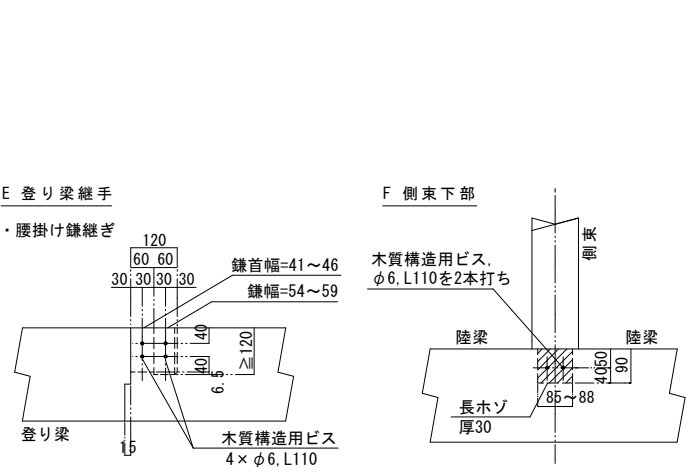 E 登り梁継手
・腰掛け鎌継ぎ
120
60 60
30 30 30 30
鎌首幅=41～46
鎌幅=54～59
40
40
≧120
6.5
登り梁
15
木質構造用ビス
4×φ6,L110
F 側束下部
側束
木質構造用ビス,
φ6,L110を2本打ち
陸梁
陸梁
50
40
90
85～88
長ホゾ
厚30